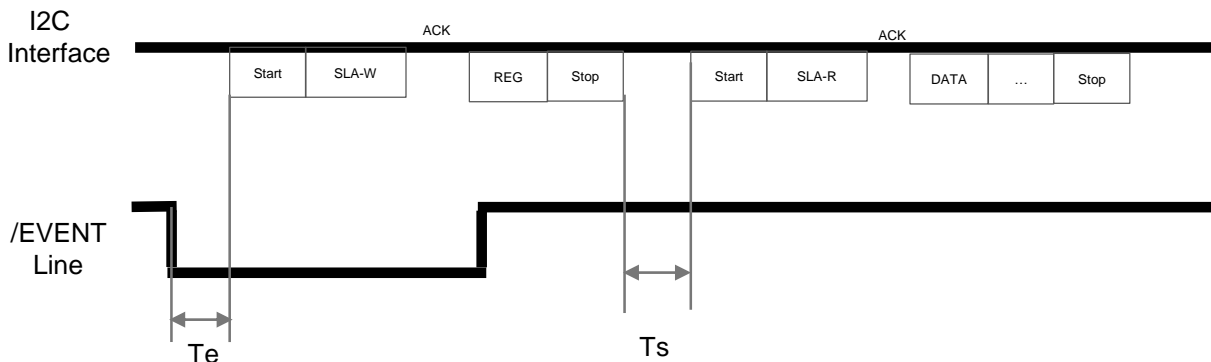 I2C
Interface
ACK
ACK
Start
SLA-W
REG
Stop
Start
SLA-R
DATA
...
Stop
/EVENT
Line
Te
Ts